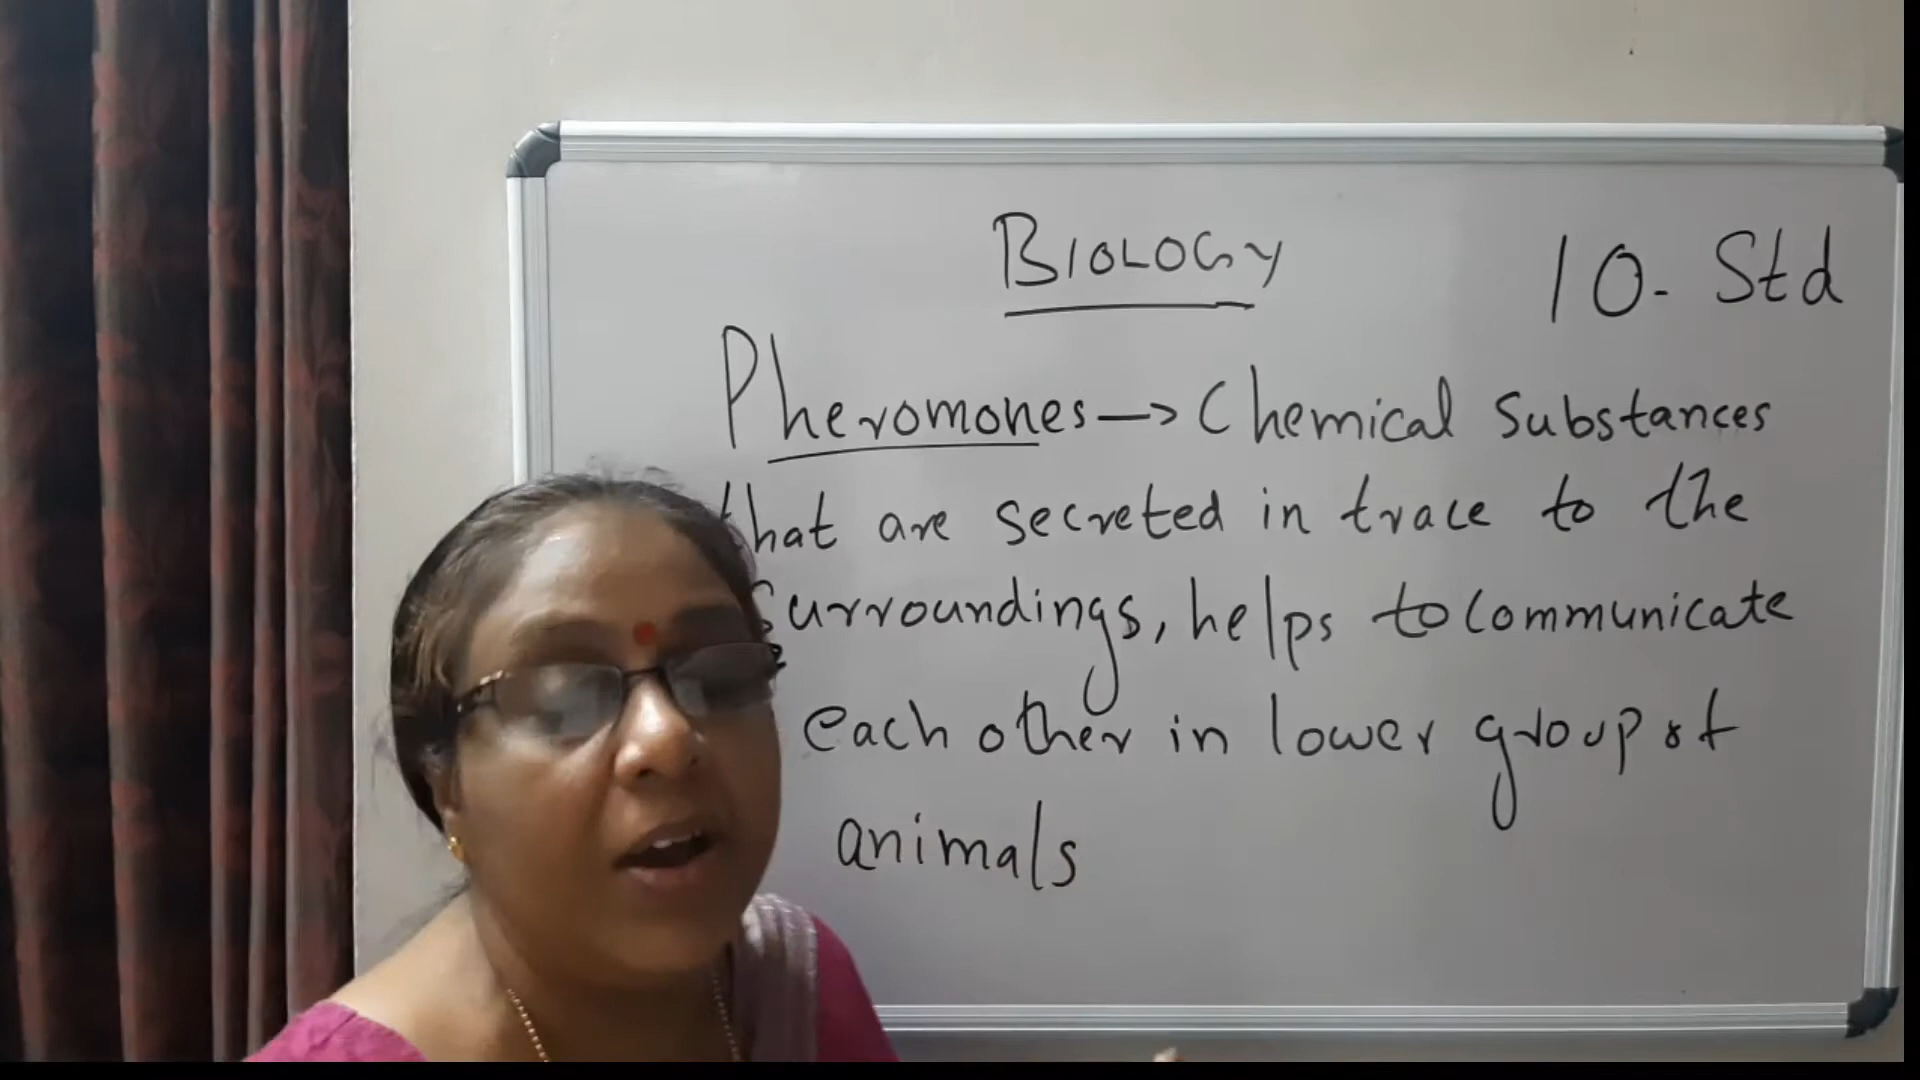 BIOLOGY
10. Std
Pheromones → Chemical Substances
that are secreted in trace to the
Surroundings, helps to communicate
each other in lower group of
animals